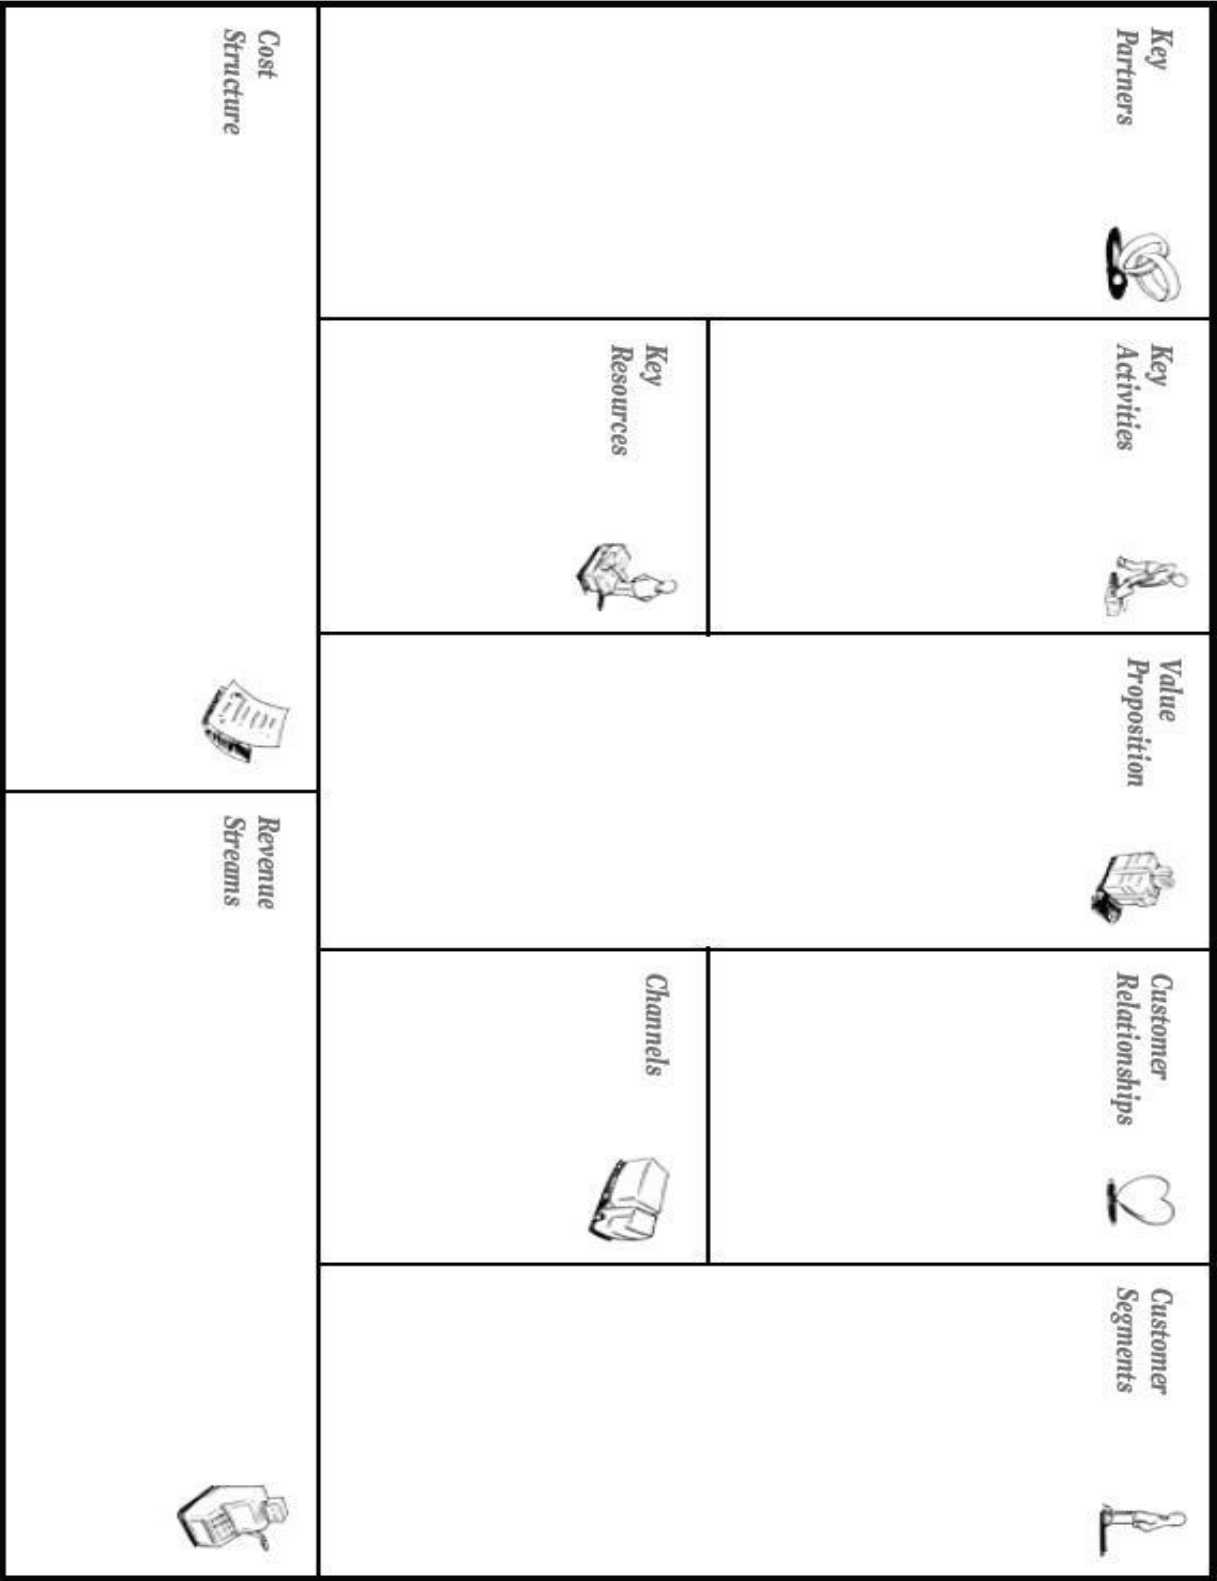 Key
Partners
Key
Activities
Key
Resources
Value
Proposition
Customer
Relationships
Channels
Customer
Segments
Cost
Structure
Revenue
Streams